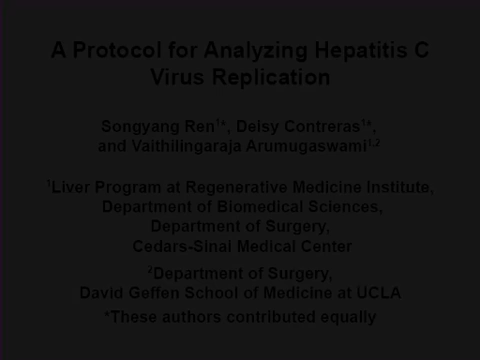 A Protocol for Analyzing Hepatitis C
Virus Replication
Songyang Ren¹*, Deisy Contreras¹*,
and Vaithilingaraja Arumugaswami¹,²
¹Liver Program at Regenerative Medicine Institute,
Department of Biomedical Sciences,
Department of Surgery,
Cedars-Sinai Medical Center
²Department of Surgery,
David Geffen School of Medicine at UCLA
*These authors contributed equally